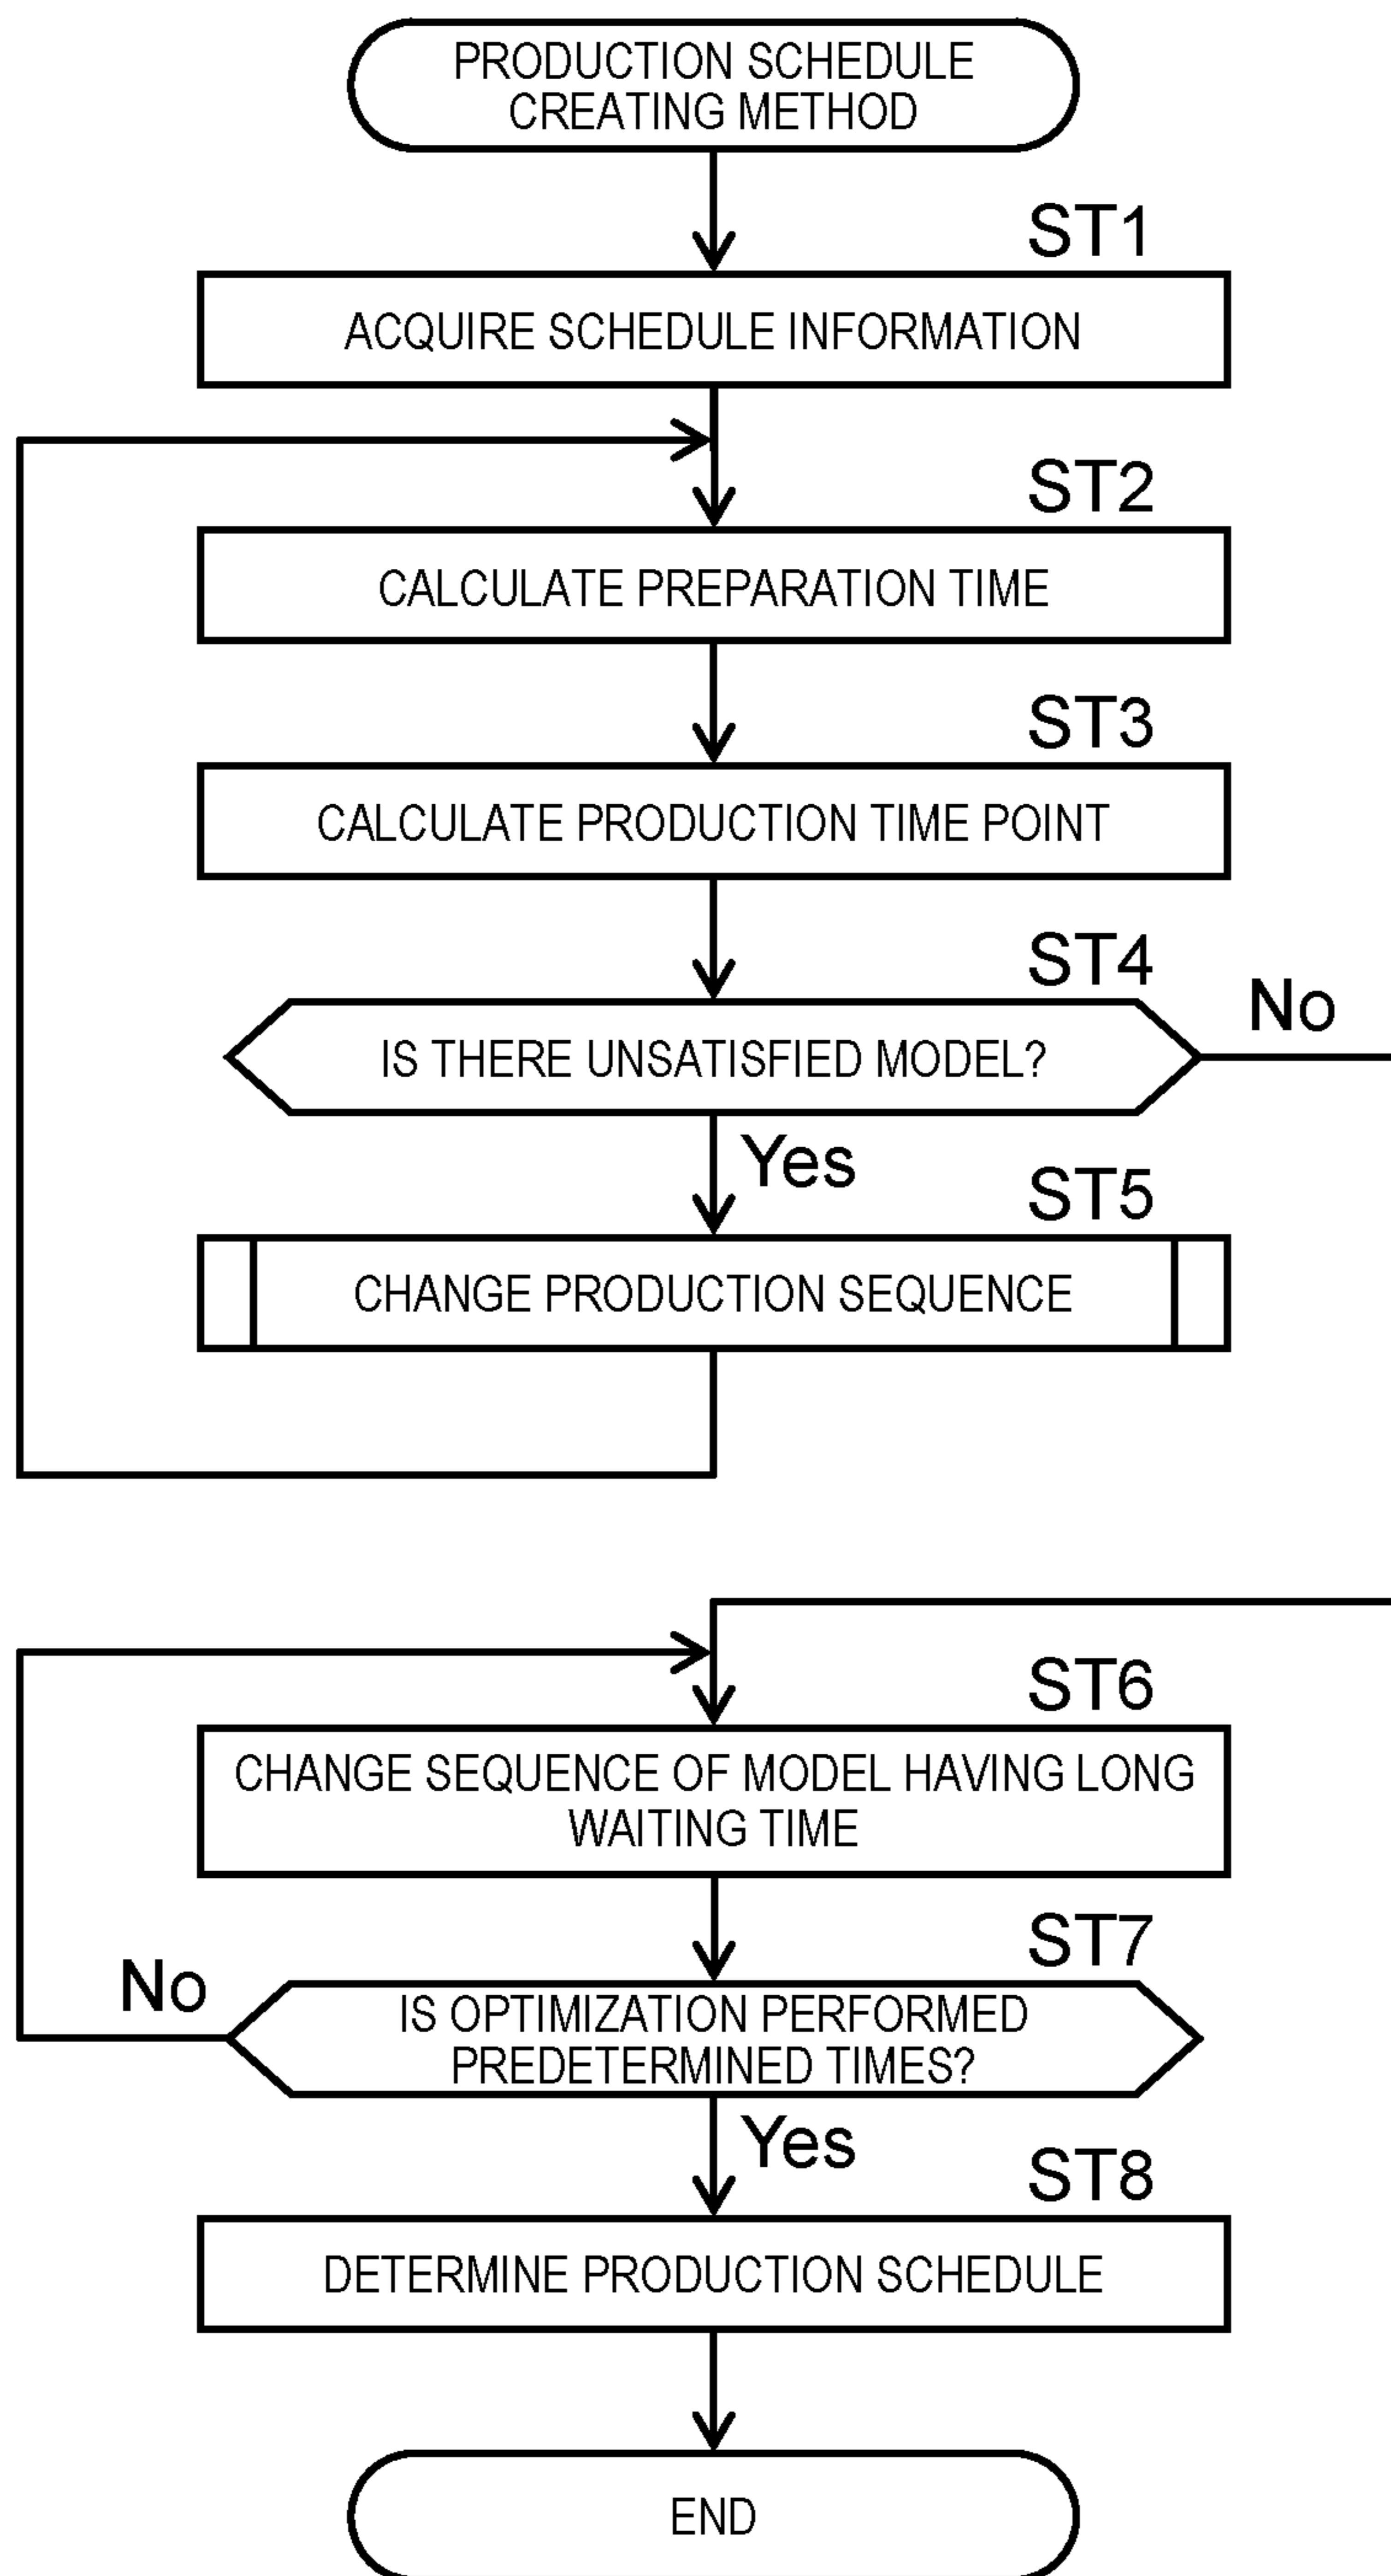 PRODUCTION SCHEDULE
CREATING METHOD
ST1
ACQUIRE SCHEDULE INFORMATION
ST2
CALCULATE PREPARATION TIME
ST3
CALCULATE PRODUCTION TIME POINT
ST4
No
IS THERE UNSATISFIED MODEL?
Yes
ST5
CHANGE PRODUCTION SEQUENCE
ST6
CHANGE SEQUENCE OF MODEL HAVING LONG
WAITING TIME
ST7
No
IS OPTIMIZATION PERFORMED
PREDETERMINED TIMES?
Yes
ST8
DETERMINE PRODUCTION SCHEDULE
END